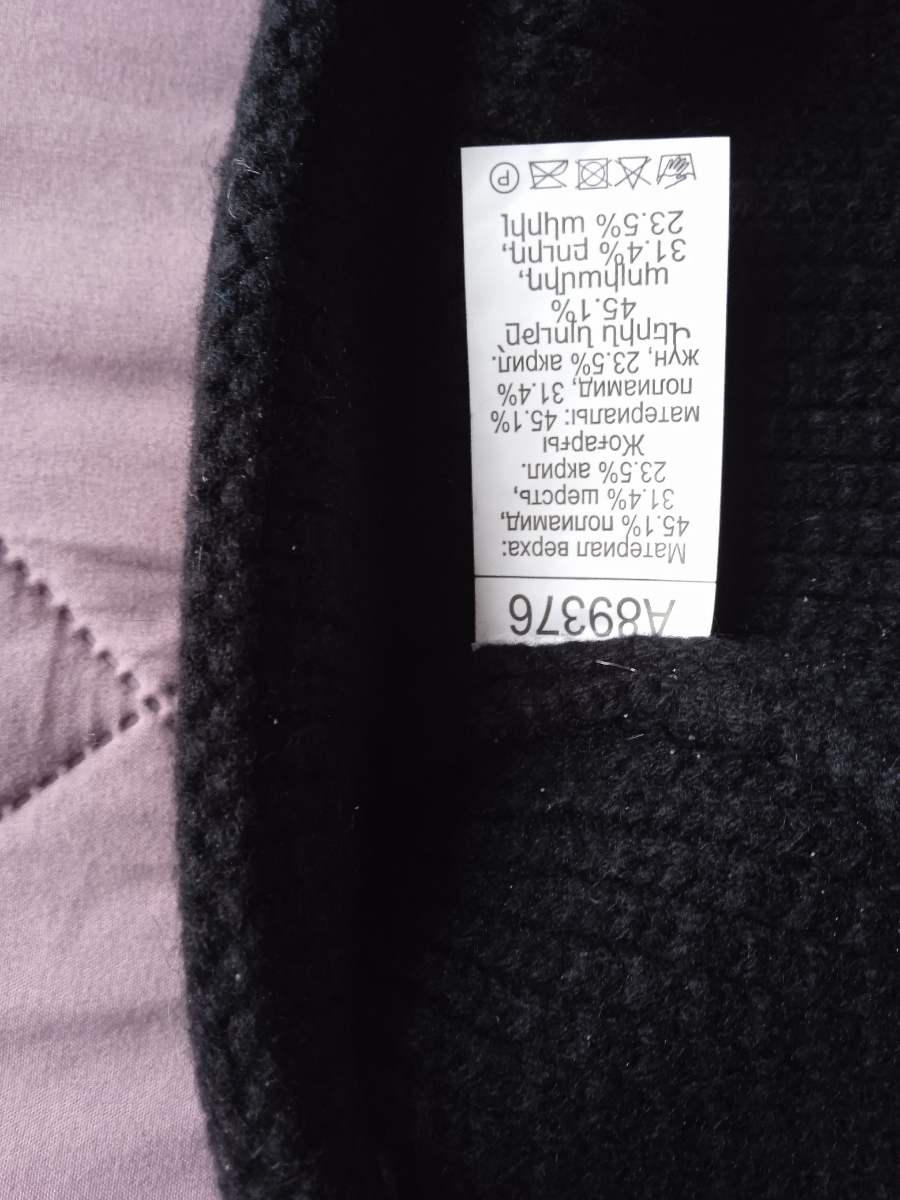 A89376
Материал верха:
45.1% полиамид,
31.4% шерсть,
23.5% акрил.
Жоғарғы
материалы: 45.1%
полиамид, 31.4%
жүн, 23.5% акрил.
Վերին նյութը՝
45.1%
պոլիամիդ,
31.4% բուրդ,
23.5% ակրիլ
P